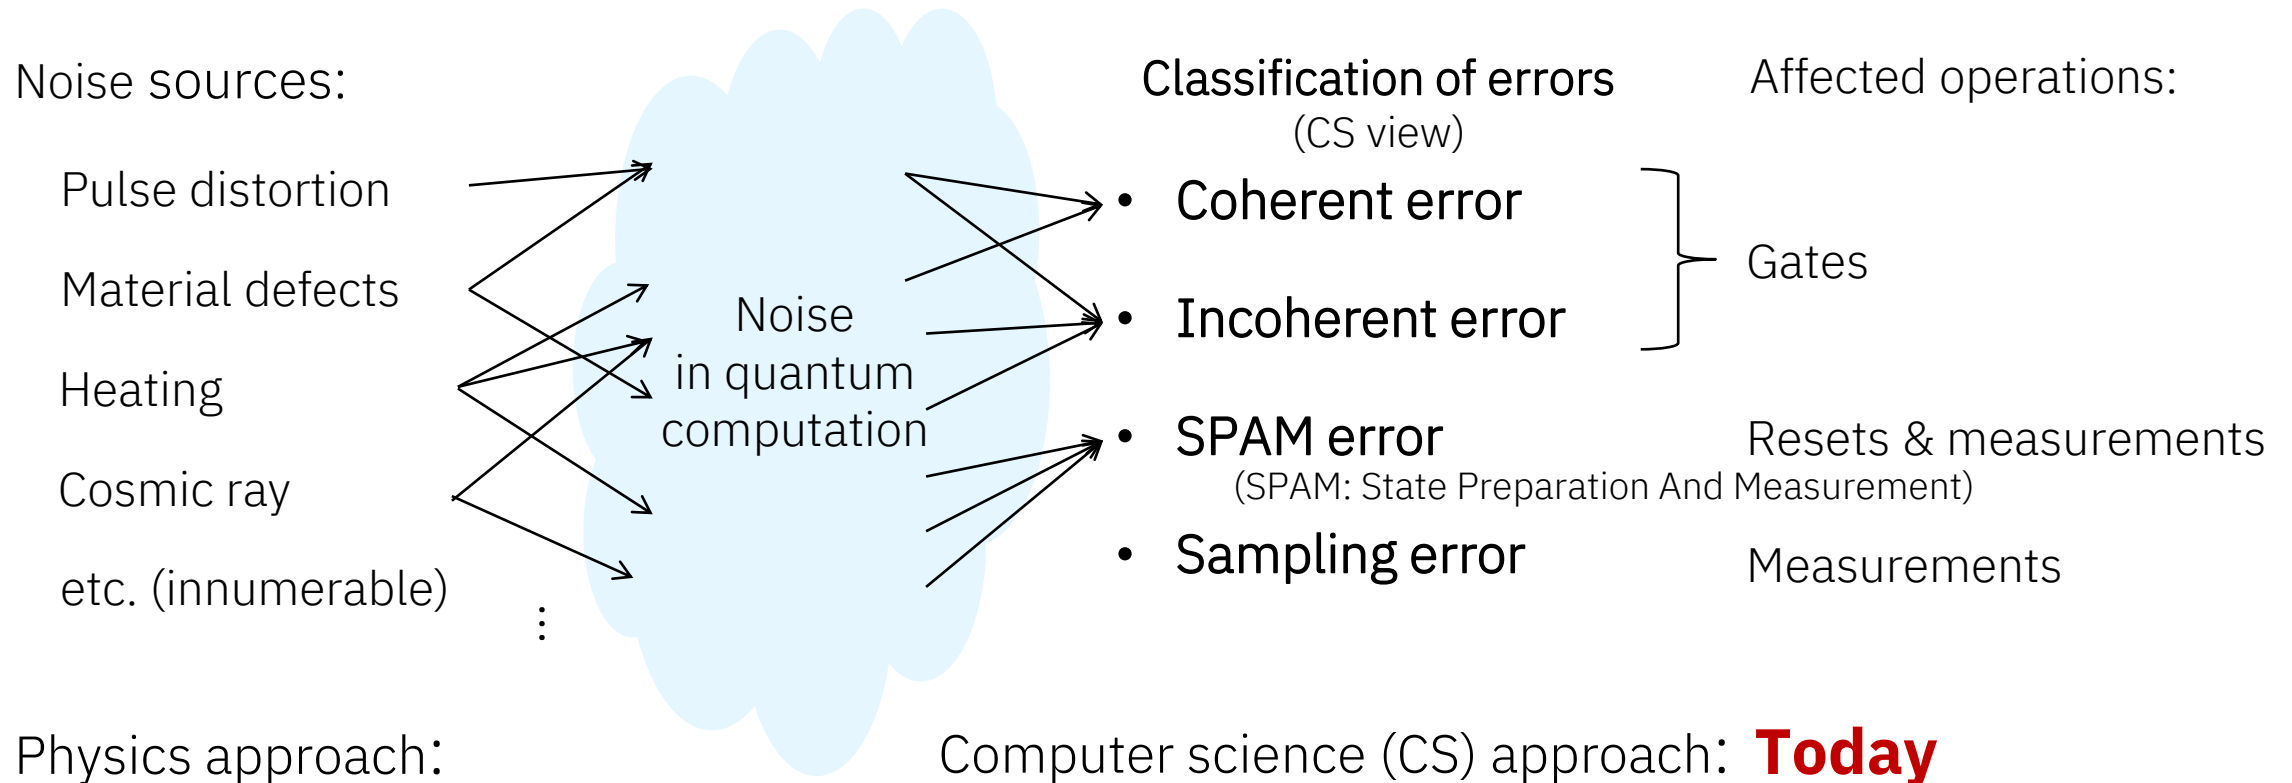 Noise sources:
Pulse distortion
Material defects
Heating
Cosmic ray
etc. (innumerable)
⋮
Physics approach:
Noise
in quantum
computation
Classification of errors
(CS view)
• Coherent error
• Incoherent error
• SPAM error
(SPAM: State Preparation And Measurement)
• Sampling error
Affected operations:
Gates
Resets & measurements
Measurements
Computer science (CS) approach: Today